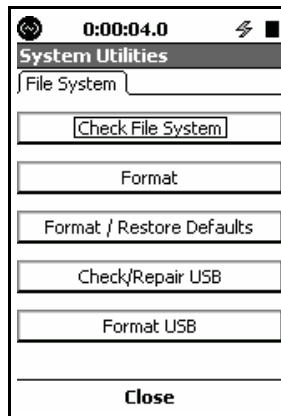 0:00:04.0
System Utilities
File System
Check File System
Format
Format / Restore Defaults
Check/Repair USB
Format USB
Close